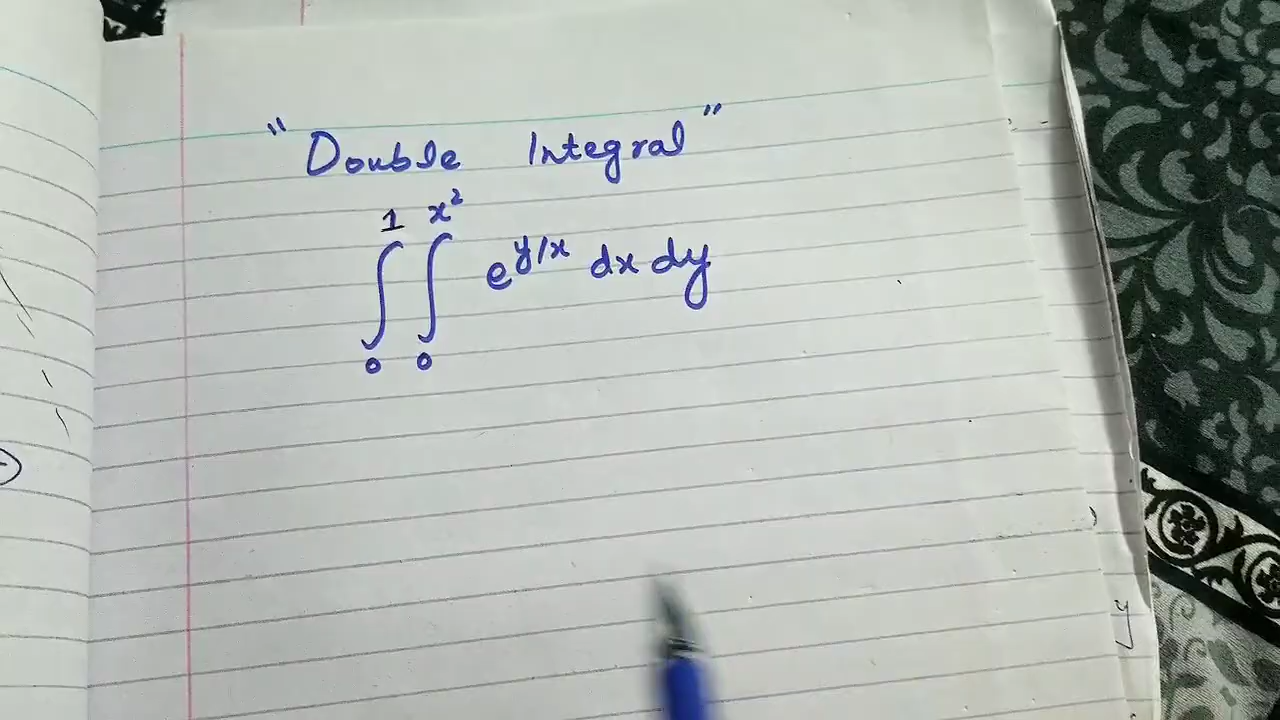 "Double Integral"
∫₀¹ ∫₀^{x²} e^{y/x} dx dy
y